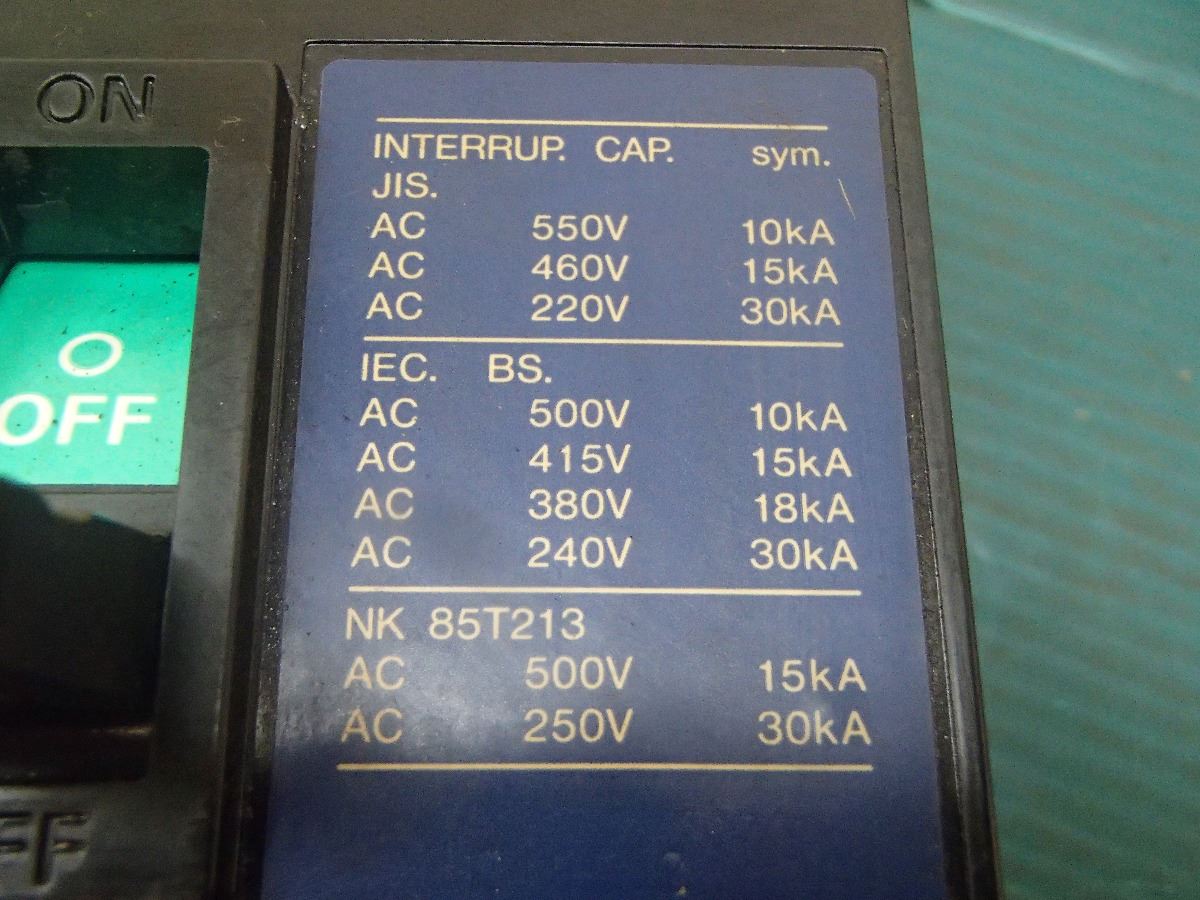 ON
INTERRUP. CAP. sym.
JIS.
AC 550V 10kA
AC 460V 15kA
AC 220V 30kA
IEC. BS.
AC 500V 10kA
AC 415V 15kA
AC 380V 18kA
AC 240V 30kA
NK 85T213
AC 500V 15kA
AC 250V 30kA
O
OFF
FF